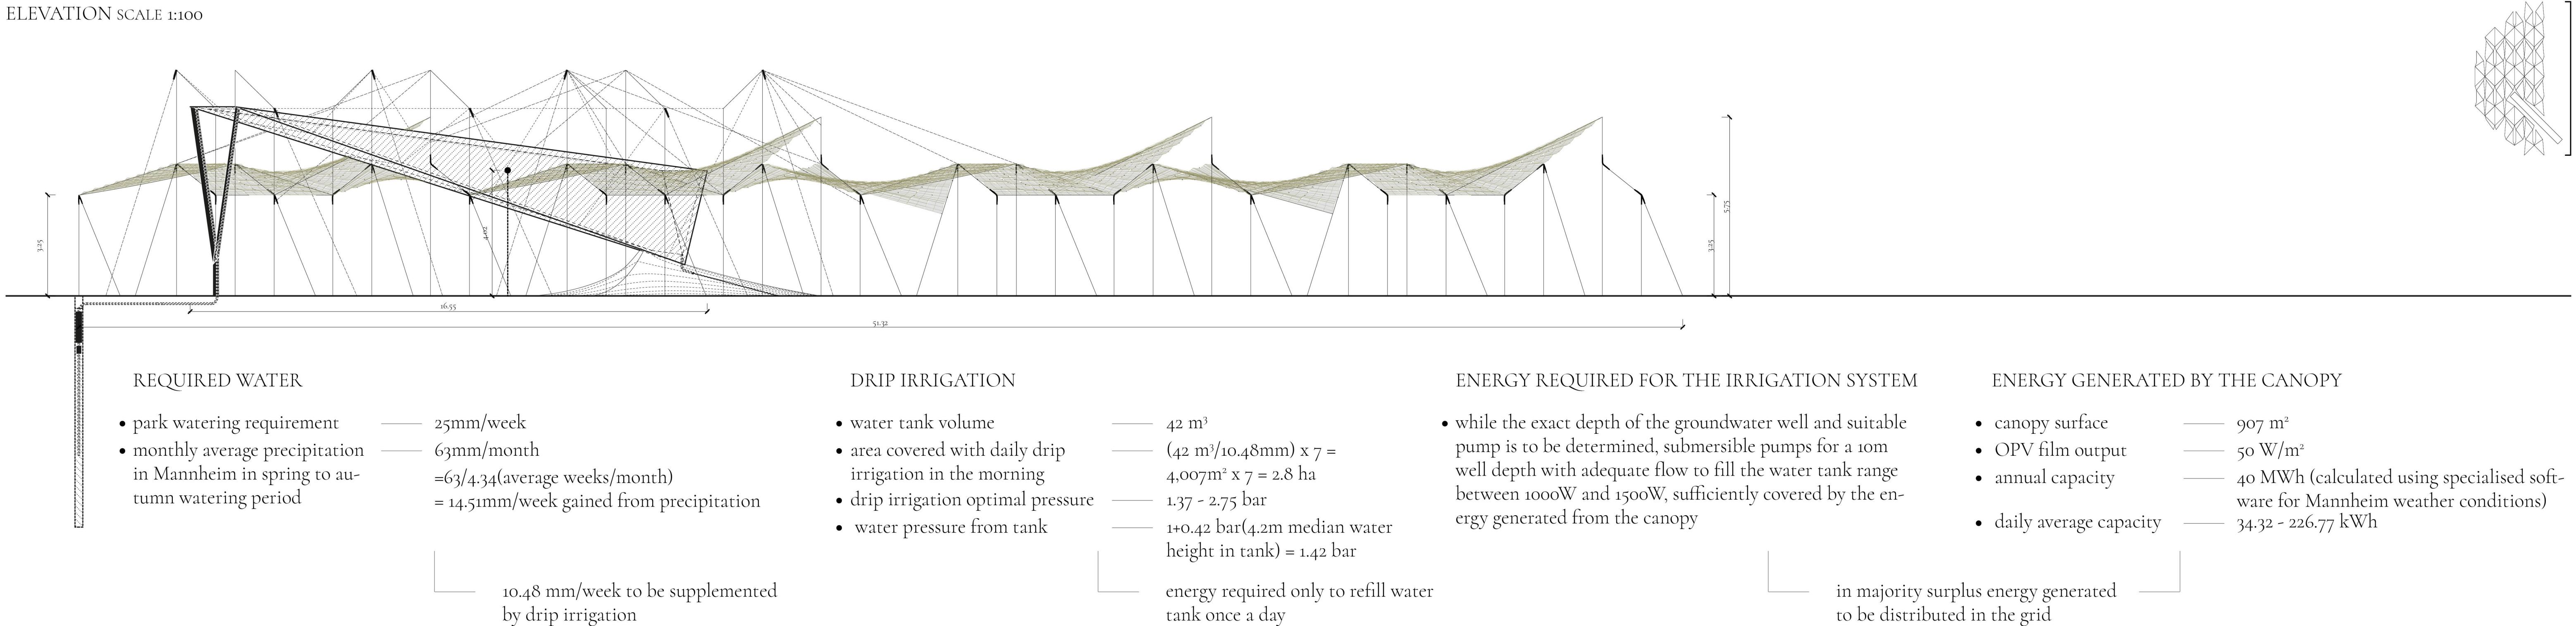 ELEVATION SCALE 1:100
3.25
4.02
5.75
3.25
16.55
51.32
REQUIRED WATER
• park watering requirement
25mm/week
• monthly average precipitation
in Mannheim in spring to au-
tumn watering period
63mm/month
=63/4.34(average weeks/month)
= 14.51mm/week gained from precipitation
10.48 mm/week to be supplemented
by drip irrigation
DRIP IRRIGATION
• water tank volume
42 m³
• area covered with daily drip
irrigation in the morning
(42 m³/10.48mm) x 7 =
4,007m² x 7 = 2.8 ha
• drip irrigation optimal pressure
1.37 - 2.75 bar
• water pressure from tank
1+0.42 bar(4.2m median water
height in tank) = 1.42 bar
energy required only to refill water
tank once a day
ENERGY REQUIRED FOR THE IRRIGATION SYSTEM
• while the exact depth of the groundwater well and suitable
pump is to be determined, submersible pumps for a 10m
well depth with adequate flow to fill the water tank range
between 1000W and 1500W, sufficiently covered by the en-
ergy generated from the canopy
ENERGY GENERATED BY THE CANOPY
• canopy surface
907 m²
• OPV film output
50 W/m²
• annual capacity
40 MWh (calculated using specialised soft-
ware for Mannheim weather conditions)
• daily average capacity
34.32 - 226.77 kWh
in majority surplus energy generated
to be distributed in the grid